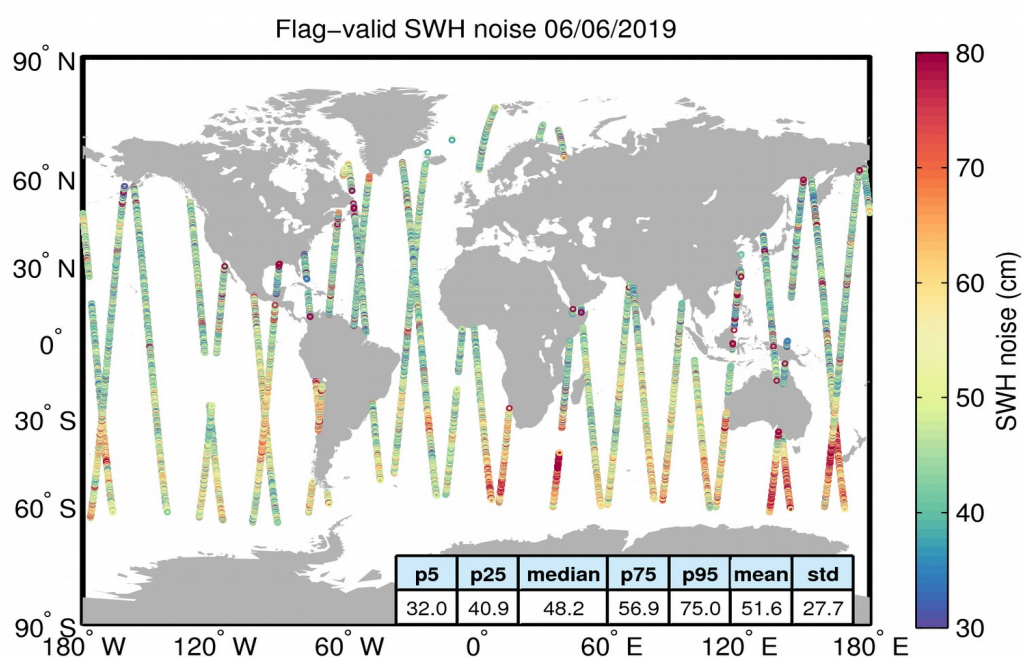 Flag−valid SWH noise 06/06/2019
90° N
60° N
30° N
0°
30° S
60° S
90° S
180° W
120° W
60° W
0°
60° E
120° E
180° E
80
70
60
50
40
30
SWH noise (cm)
p5 p25 median p75 p95 mean std
32.0 40.9 48.2 56.9 75.0 51.6 27.7